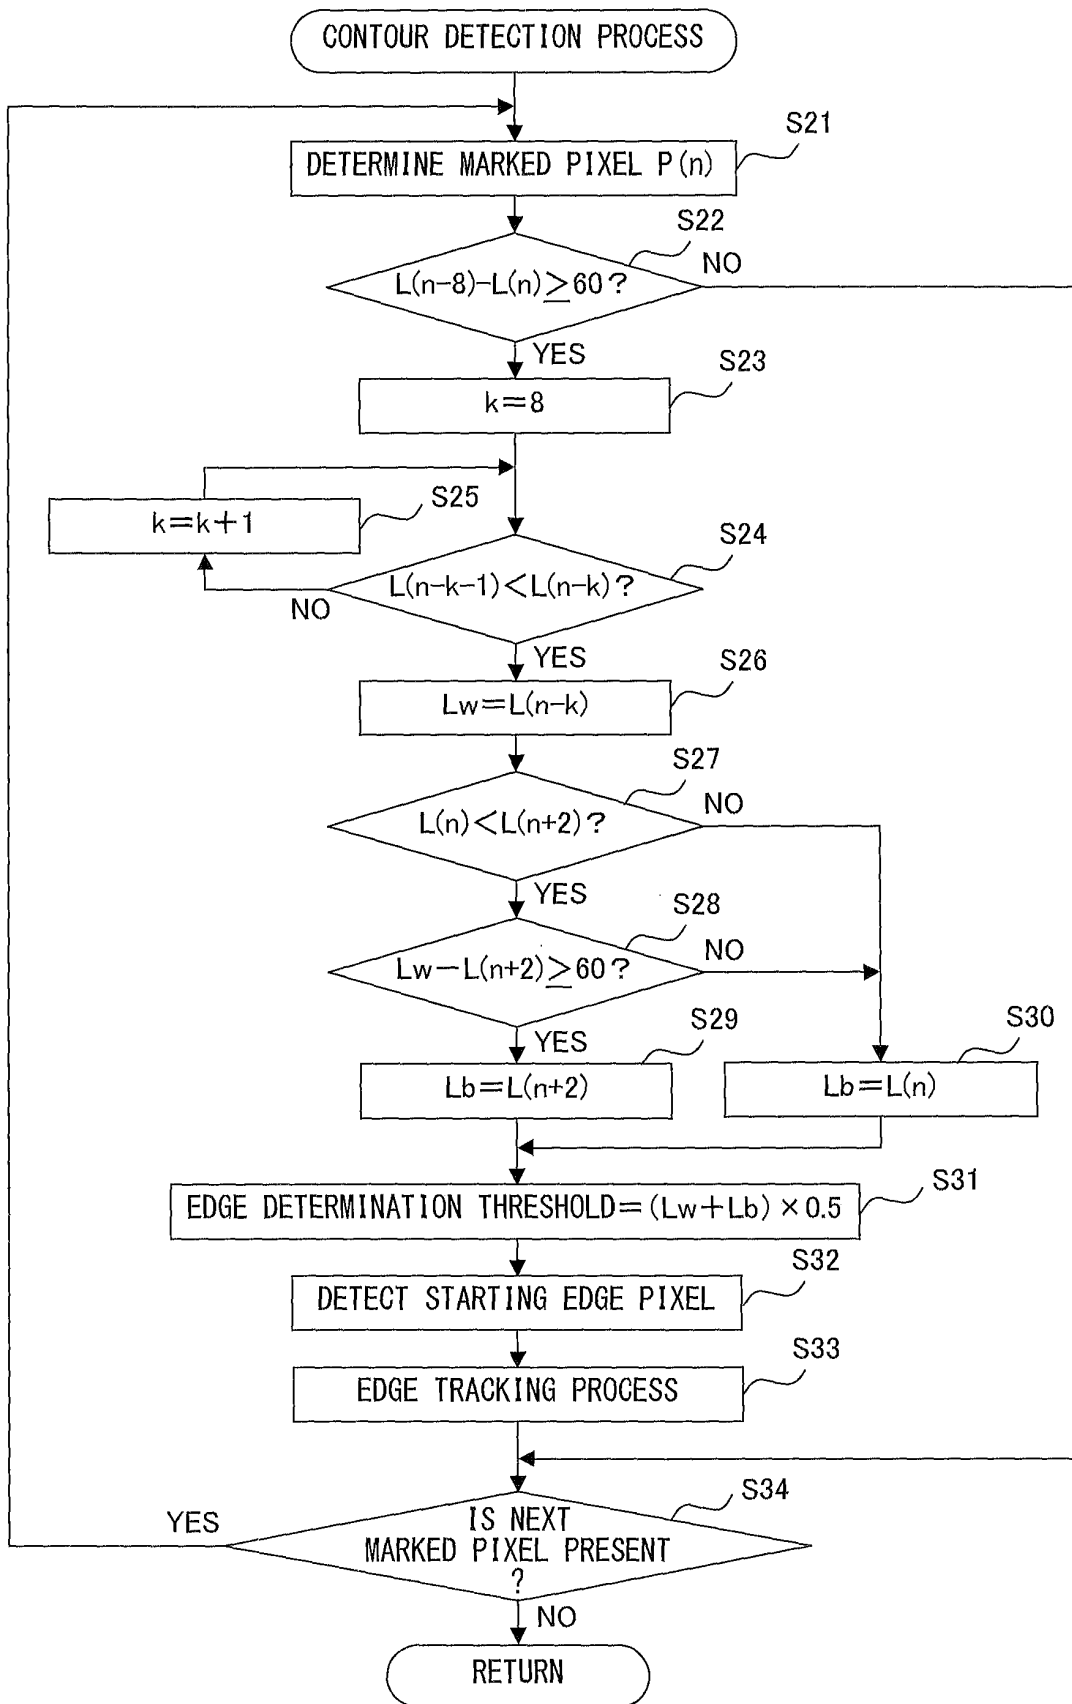 CONTOUR DETECTION PROCESS
S21
DETERMINE MARKED PIXEL P(n)
S22
L(n-8)-L(n)≧60?
NO
YES
S23
k=8
S25
k=k+1
S24
L(n-k-1)<L(n-k)?
NO
YES
S26
Lw=L(n-k)
S27
L(n)<L(n+2)?
NO
YES
S28
Lw-L(n+2)≧60?
NO
YES
S29
Lb=L(n+2)
S30
Lb=L(n)
S31
EDGE DETERMINATION THRESHOLD=(Lw+Lb)×0.5
S32
DETECT STARTING EDGE PIXEL
S33
EDGE TRACKING PROCESS
S34
YES
IS NEXT
MARKED PIXEL PRESENT
?
NO
RETURN